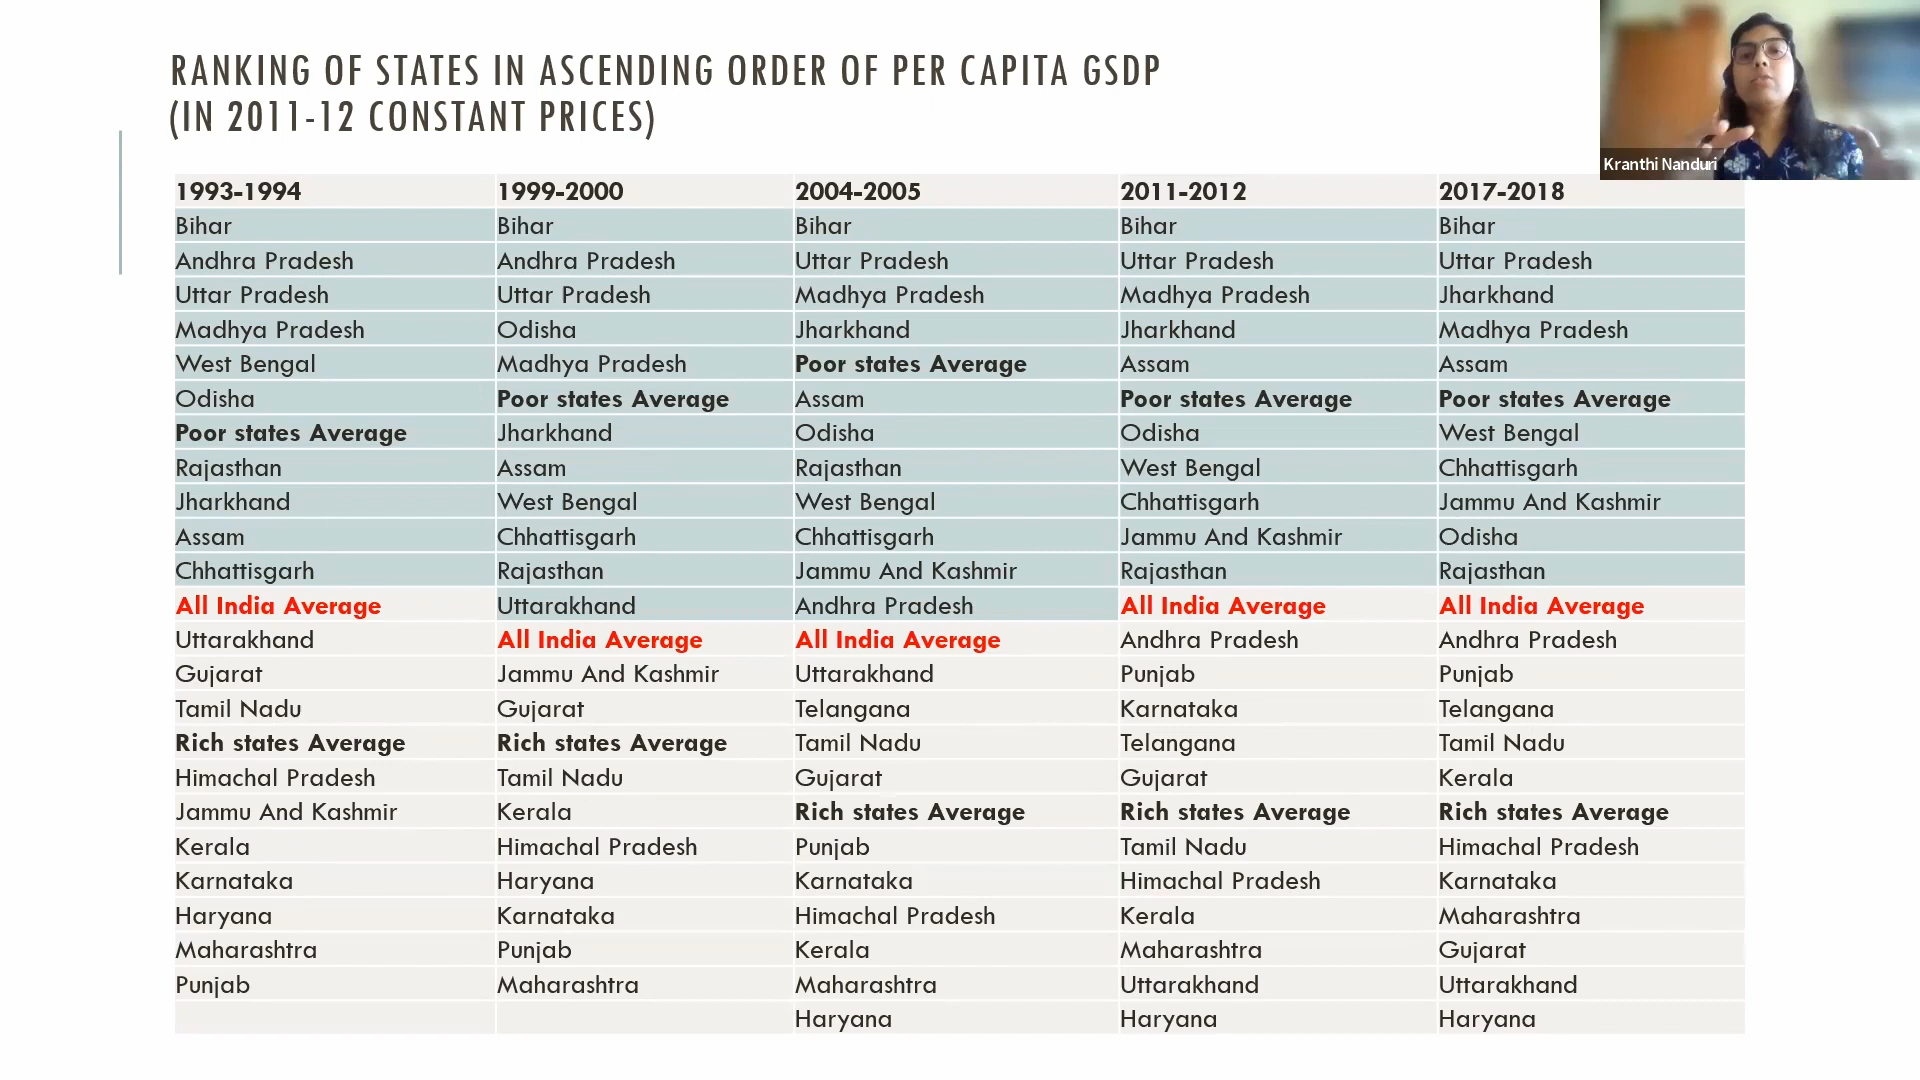 RANKING OF STATES IN ASCENDING ORDER OF PER CAPITA GSDP
(IN 2011-12 CONSTANT PRICES)
Kranthi Nanduri
1993-1994 1999-2000 2004-2005 2011-2012 2017-2018
Bihar Bihar Bihar Bihar Bihar
Andhra Pradesh Andhra Pradesh Uttar Pradesh Uttar Pradesh Uttar Pradesh
Uttar Pradesh Uttar Pradesh Madhya Pradesh Madhya Pradesh Jharkhand
Madhya Pradesh Odisha Jharkhand Jharkhand Madhya Pradesh
West Bengal Madhya Pradesh Poor states Average Assam Assam
Odisha Poor states Average Assam Poor states Average Poor states Average
Poor states Average Jharkhand Odisha Odisha West Bengal
Rajasthan Assam Rajasthan West Bengal Chhattisgarh
Jharkhand West Bengal West Bengal Chhattisgarh Jammu And Kashmir
Assam Chhattisgarh Chhattisgarh Jammu And Kashmir Odisha
Chhattisgarh Rajasthan Jammu And Kashmir Rajasthan Rajasthan
All India Average Uttarakhand Andhra Pradesh All India Average All India Average
Uttarakhand All India Average All India Average Andhra Pradesh Andhra Pradesh
Gujarat Jammu And Kashmir Uttarakhand Punjab Punjab
Tamil Nadu Gujarat Telangana Karnataka Telangana
Rich states Average Rich states Average Tamil Nadu Telangana Tamil Nadu
Himachal Pradesh Tamil Nadu Gujarat Gujarat Kerala
Jammu And Kashmir Kerala Rich states Average Rich states Average Rich states Average
Kerala Himachal Pradesh Punjab Tamil Nadu Himachal Pradesh
Karnataka Haryana Karnataka Himachal Pradesh Karnataka
Haryana Karnataka Himachal Pradesh Kerala Maharashtra
Maharashtra Punjab Kerala Maharashtra Gujarat
Punjab Maharashtra Maharashtra Uttarakhand Uttarakhand
Haryana Haryana Haryana